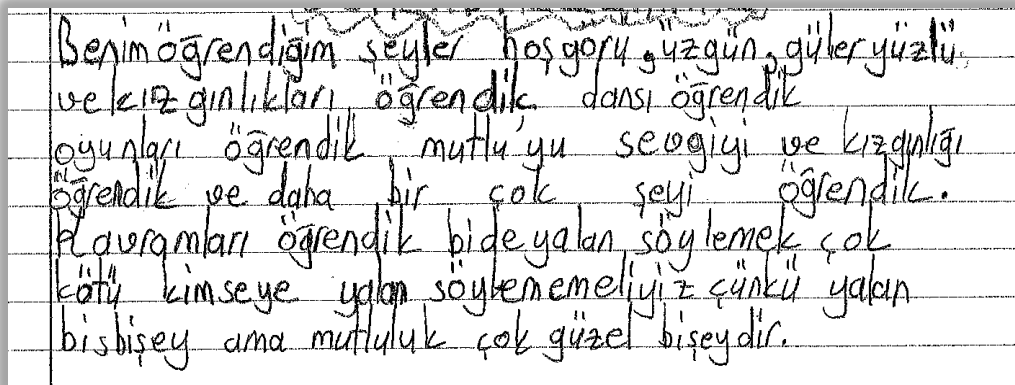 Benim öğrendiğim şeyler hoşgoru, üzgün, güler yüzlü
ve kızgınlıkları öğrendik dansı öğrendik
oyunları öğrendik mutlu'yu sevgiyi ve kızgınlığı
öğrendik ve daha bir çok şeyi öğrendik.
Kavramları öğrendik bide yalan söylemek çok
kötü kimseye yalan söylenemeliyiz çünkü yalan
bisbişey ama mutluluk çok güzel bişeydir.